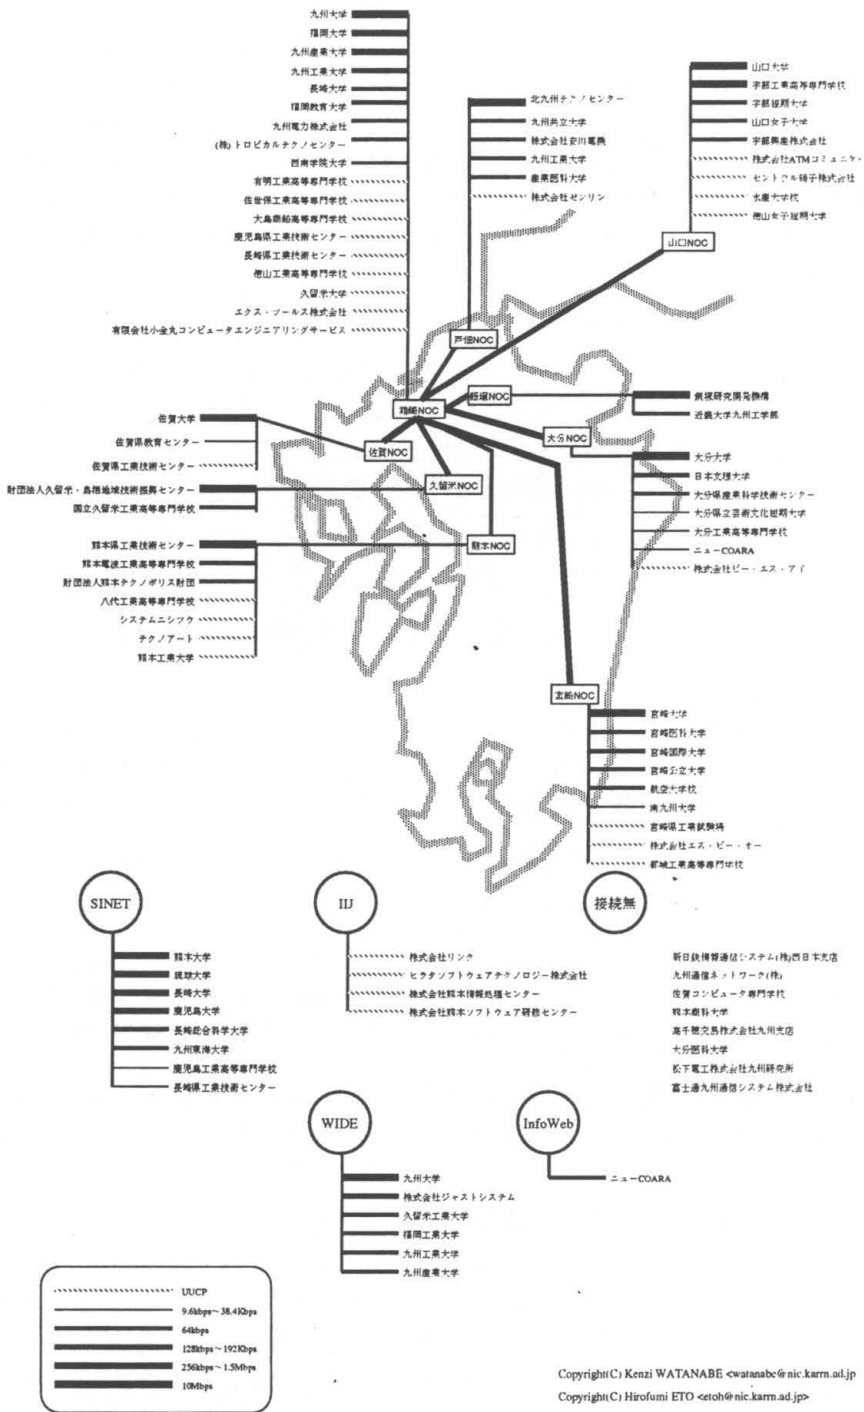 九州大学
福岡大学
九州産業大学
九州工業大学
長崎大学
福岡教育大学
九州電力株式会社
(株)トロピカルテクノセンター
西南学院大学
有明工業高等専門学校
佐世保工業高等専門学校
大島商船高等専門学校
鹿児島県工業技術センター
長崎県工業技術センター
徳山工業高等専門学校
久留米大学
エクス・ツールス株式会社
有限会社小金丸コンピュータエンジニアリングサービス
北九州テクノセンター
九州共立大学
株式会社安川電機
九州工業大学
産業医科大学
株式会社ゼンリン
山口大学
宇部工業高等専門学校
宇部短期大学
山口女子大学
宇部興産株式会社
株式会社ATMコミュニケ
セントラル硝子株式会社
水産大学校
徳山女子短期大学
山口NOC
戸畑NOC
飯塚NOC
箱崎NOC
飯塚研究開発機構
近畿大学九州工学部
大分NOC
佐賀NOC
久留米NOC
熊本NOC
宮崎NOC
佐賀大学
佐賀県教育センター
佐賀県工業技術センター
財団法人久留米・鳥栖地域技術振興センター
国立久留米工業高等専門学校
熊本県工業技術センター
熊本電波工業高等専門学校
財団法人熊本テクノポリス財団
八代工業高等専門学校
システムニシツウ
テクノアート
熊本工業大学
大分大学
日本文理大学
大分県産業科学技術センター
大分県立芸術文化短期大学
大分工業高等専門学校
ニューCOARA
株式会社ビー・エス・アイ
宮崎大学
宮崎医科大学
宮崎国際大学
宮崎公立大学
航空大学校
南九州大学
宮崎県工業試験場
株式会社エス・ピー・オー
都城工業高等専門学校
SINET
熊本大学
琉球大学
長崎大学
鹿児島大学
長崎総合科学大学
九州東海大学
鹿児島工業高等専門学校
長崎県工業技術センター
IIJ
株式会社リンク
ヒラタソフトウェアテクノロジー株式会社
株式会社熊本情報処理センター
株式会社熊本ソフトウェア研修センター
接続無
新日鉄情報通信システム(株)西日本支店
九州通信ネットワーク(株)
佐賀コンピュータ専門学校
熊本商科大学
高千穂交易株式会社九州支店
大分医科大学
松下電工株式会社九州研究所
富士通九州通信システム株式会社
WIDE
九州大学
株式会社ジャストシステム
久留米工業大学
福岡工業大学
九州工業大学
九州産業大学
InfoWeb
ニューCOARA
UUCP
9.6kbps～38.4Kbps
64kbps
128kbps～192Kbps
256kbps～1.5Mbps
10Mbps
Copyright(C) Kenzi WATANABE <watanabe@nic.karrn.ad.jp
Copyright(C) Hirofumi ETO <etoh@nic.karrn.ad.jp>